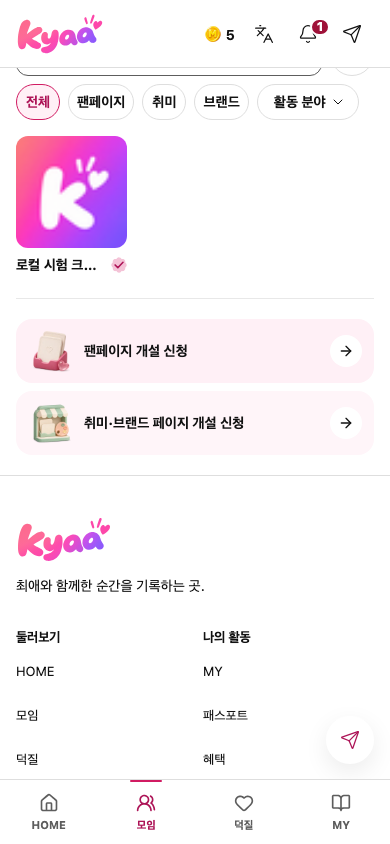 Kyaa
5
1
전체
팬페이지
취미
브랜드
활동 분야
K
로컬 시험 크...
팬페이지 개설 신청
취미·브랜드 페이지 개설 신청
Kyaa
최애와 함께한 순간을 기록하는 곳.
둘러보기
나의 활동
HOME
MY
모임
패스포트
덕질
혜택
HOME
모임
덕질
MY